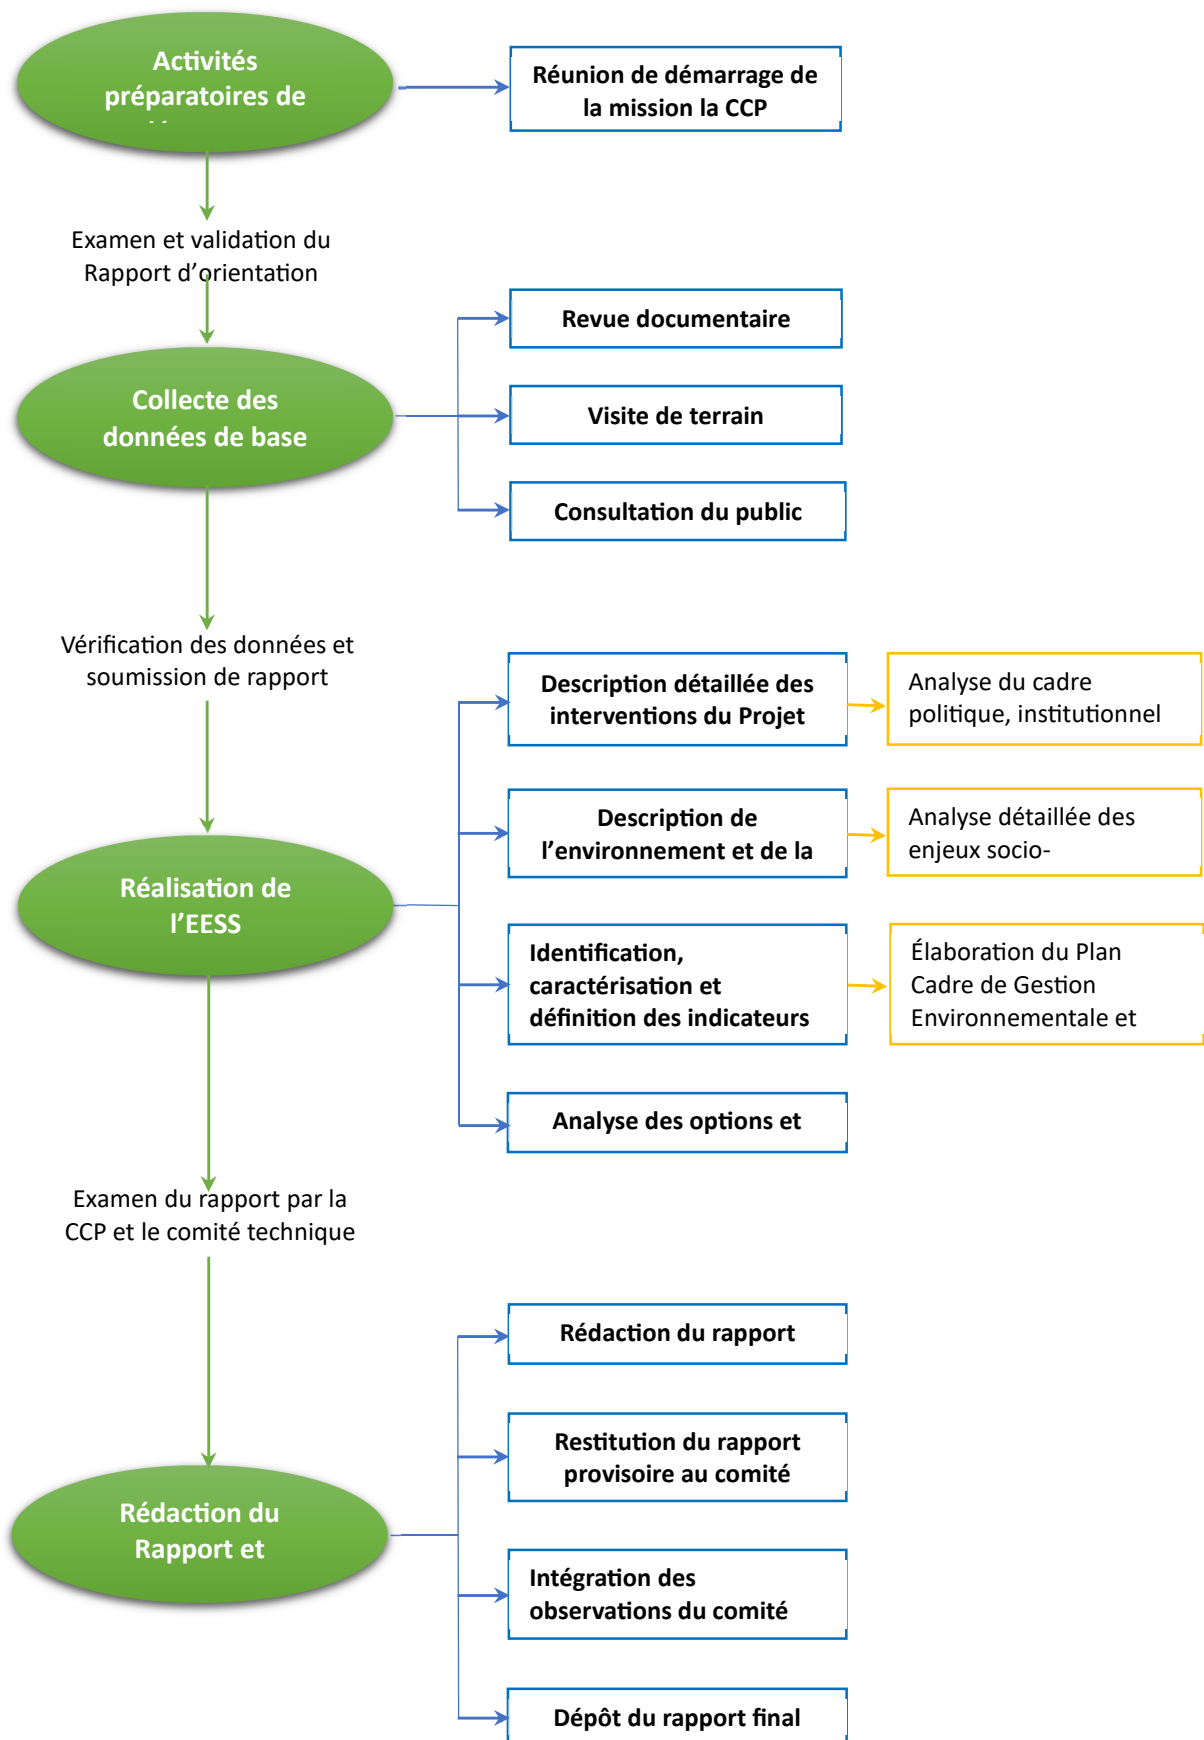 Activités
préparatoires de
Réunion de démarrage de
la mission la CCP
Examen et validation du
Rapport d’orientation
Collecte des
données de base
Revue documentaire
Visite de terrain
Consultation du public
Vérification des données et
soumission de rapport
Réalisation de
l’EESS
Description détaillée des
interventions du Projet
Analyse du cadre
politique, institutionnel
Description de
l’environnement et de la
Analyse détaillée des
enjeux socio-
Identification,
caractérisation et
définition des indicateurs
Élaboration du Plan
Cadre de Gestion
Environnementale et
Analyse des options et
Examen du rapport par la
CCP et le comité technique
Rédaction du
Rapport et
Rédaction du rapport
Restitution du rapport
provisoire au comité
Intégration des
observations du comité
Dépôt du rapport final